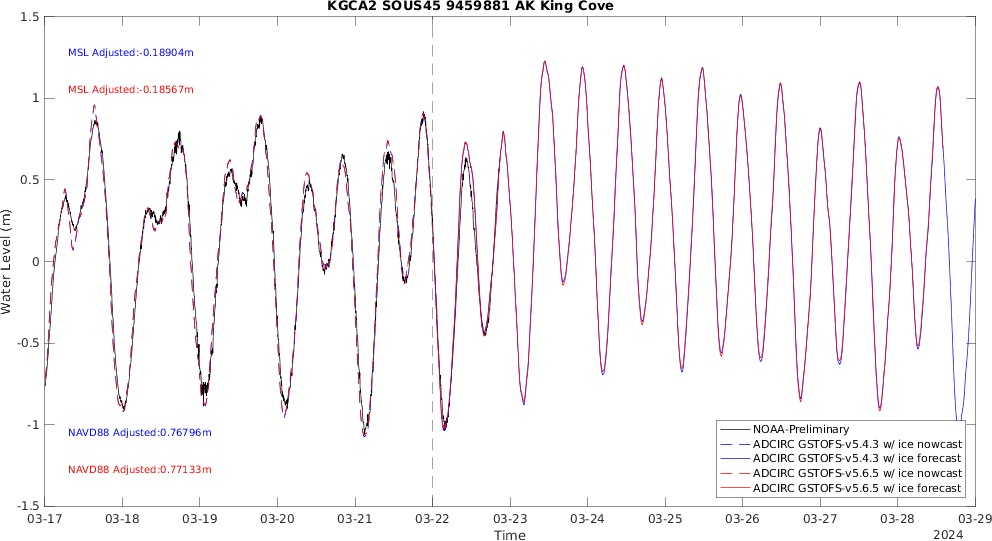 KGCA2 SOUS45 9459881 AK King Cove
1.5
MSL Adjusted:-0.18904m
1
MSL Adjusted:-0.18567m
0.5
0
Water Level (m)
-0.5
-1
NAVD88 Adjusted:0.76796m
NAVD88 Adjusted:0.77133m
-1.5
NOAA-Preliminary
ADCIRC GSTOFS-v5.4.3 w/ ice nowcast
ADCIRC GSTOFS-v5.4.3 w/ ice forecast
ADCIRC GSTOFS-v5.6.5 w/ ice nowcast
ADCIRC GSTOFS-v5.6.5 w/ ice forecast
03-17 03-18 03-19 03-20 03-21 03-22 03-23 03-24 03-25 03-26 03-27 03-28 03-29
Time
2024